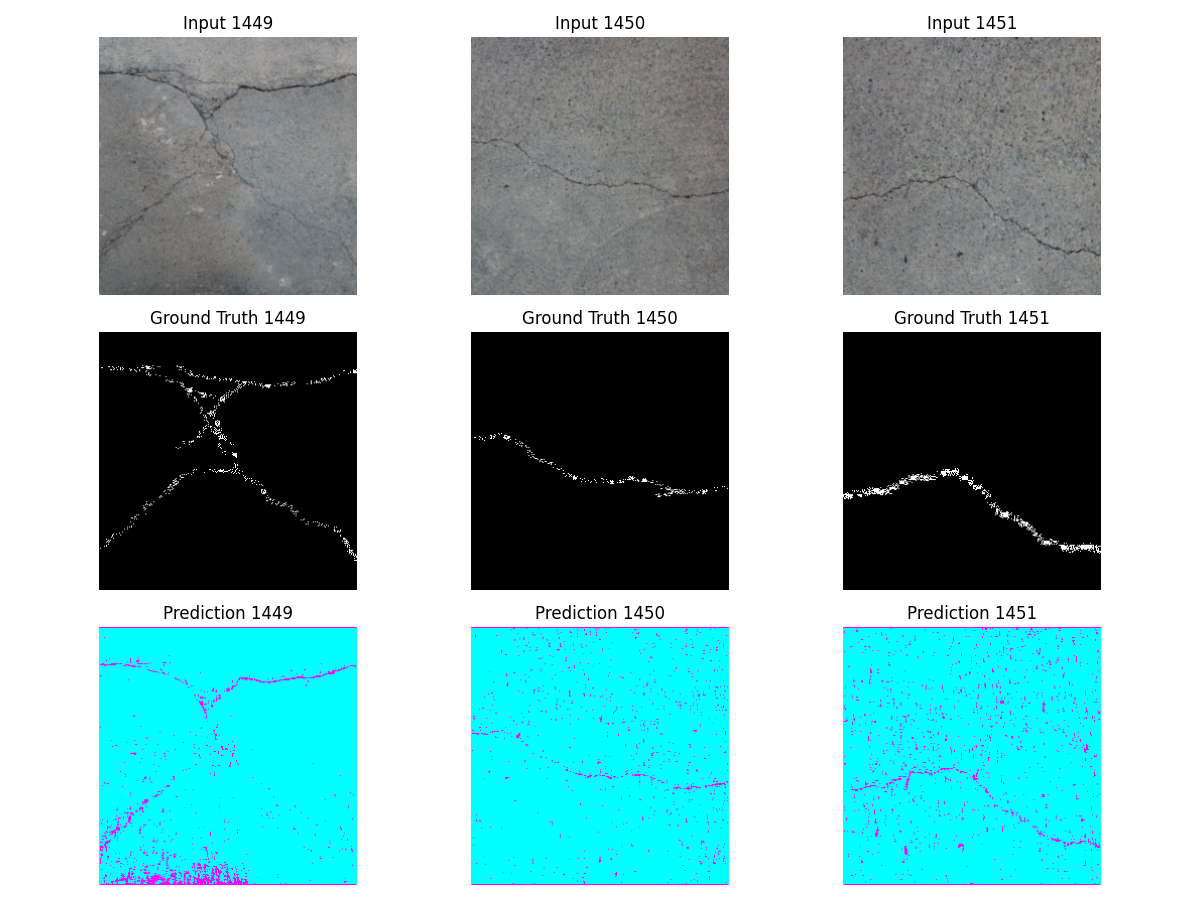 Input 1449
Input 1450
Input 1451
Ground Truth 1449
Ground Truth 1450
Ground Truth 1451
Prediction 1449
Prediction 1450
Prediction 1451